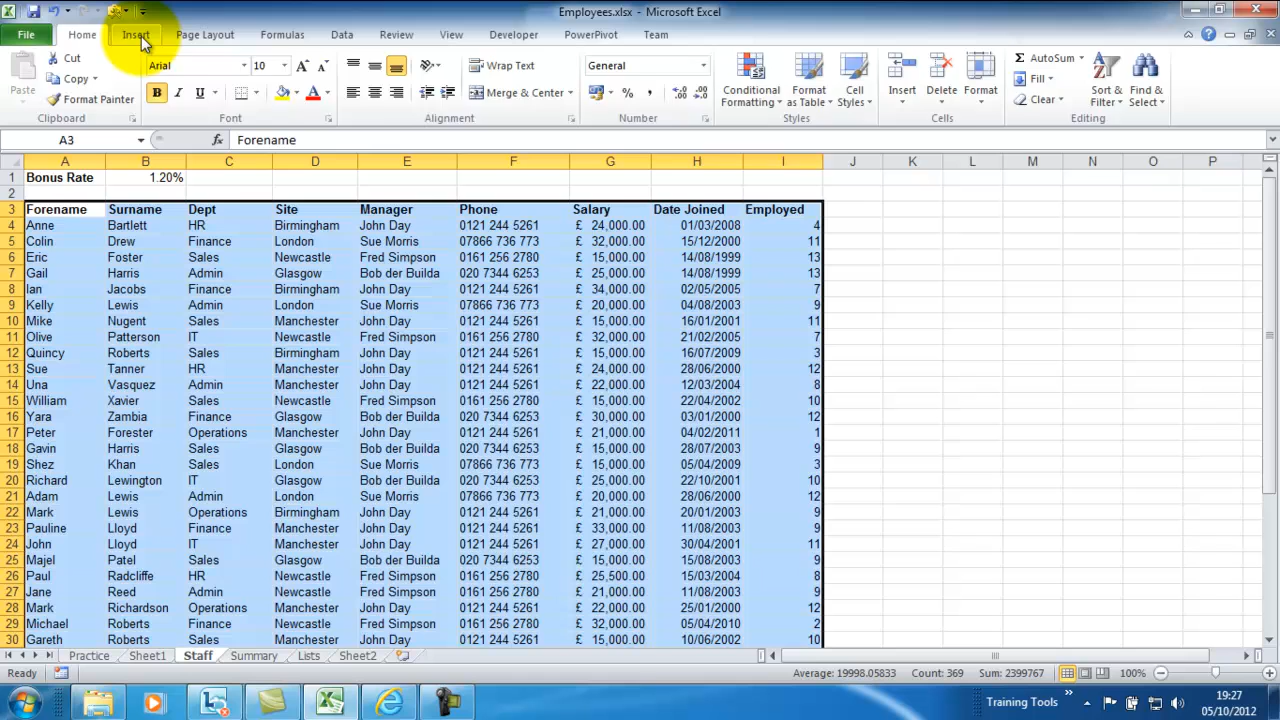 Employees.xlsx - Microsoft Excel
File Home Insert Page Layout Formulas Data Review View Developer PowerPivot Team
Paste Cut Copy Format Painter Clipboard
Arial 10 B I U A A A Font
Wrap Text Merge & Center Alignment
General % , .0 .00 .00 .0 Number
Conditional Formatting Format as Table Cell Styles Styles
Insert Delete Format Cells
Σ AutoSum Fill Clear Sort & Filter Find & Select Editing
A3 fx Forename
A B C D E F G H I J K L M N O P
1 Bonus Rate 1.20%
2
3 Forename Surname Dept Site Manager Phone Salary Date Joined Employed
4 Anne Bartlett HR Birmingham John Day 0121 244 5261 £ 24,000.00 01/03/2008 4
5 Colin Drew Finance London Sue Morris 07866 736 773 £ 32,000.00 15/12/2000 11
6 Eric Foster Sales Newcastle Fred Simpson 0161 256 2780 £ 15,000.00 14/08/1999 13
7 Gail Harris Admin Glasgow Bob der Builda 020 7344 6253 £ 25,000.00 14/08/1999 13
8 Ian Jacobs Finance Birmingham John Day 0121 244 5261 £ 34,000.00 02/05/2005 7
9 Kelly Lewis Admin London Sue Morris 07866 736 773 £ 20,000.00 04/08/2003 9
10 Mike Nugent Sales Manchester John Day 0121 244 5261 £ 15,000.00 16/01/2001 11
11 Olive Patterson IT Newcastle Fred Simpson 0161 256 2780 £ 32,000.00 21/02/2005 7
12 Quincy Roberts Sales Birmingham John Day 0121 244 5261 £ 15,000.00 16/07/2009 3
13 Sue Tanner HR Manchester John Day 0121 244 5261 £ 24,000.00 28/06/2000 12
14 Una Vasquez Admin Manchester John Day 0121 244 5261 £ 22,000.00 12/03/2004 8
15 William Xavier Sales Newcastle Fred Simpson 0161 256 2780 £ 15,000.00 22/04/2002 10
16 Yara Zambia Finance Glasgow Bob der Builda 020 7344 6253 £ 30,000.00 03/01/2000 12
17 Peter Forester Operations Manchester John Day 0121 244 5261 £ 21,000.00 04/02/2011 1
18 Gavin Harris Sales Glasgow Bob der Builda 020 7344 6253 £ 15,000.00 28/07/2003 9
19 Shez Khan Sales London Sue Morris 07866 736 773 £ 15,000.00 05/04/2009 3
20 Richard Lewington IT Glasgow Bob der Builda 020 7344 6253 £ 25,000.00 22/10/2001 10
21 Adam Lewis Admin London Sue Morris 07866 736 773 £ 20,000.00 28/06/2000 12
22 Mark Lewis Operations Birmingham John Day 0121 244 5261 £ 21,000.00 20/01/2003 9
23 Pauline Lloyd Finance Manchester John Day 0121 244 5261 £ 33,000.00 11/08/2003 9
24 John Lloyd IT Manchester John Day 0121 244 5261 £ 27,000.00 30/04/2001 11
25 Majel Patel Sales Glasgow Bob der Builda 020 7344 6253 £ 15,000.00 15/08/2003 9
26 Paul Radcliffe HR Newcastle Fred Simpson 0161 256 2780 £ 25,500.00 15/03/2004 8
27 Jane Reed Admin Newcastle Fred Simpson 0161 256 2780 £ 21,000.00 11/08/2003 9
28 Mark Richardson Operations Manchester John Day 0121 244 5261 £ 22,000.00 25/01/2000 12
29 Michael Roberts Finance Newcastle Fred Simpson 0161 256 2780 £ 32,000.00 05/04/2010 2
30 Gareth Roberts Sales Manchester John Day 0121 244 5261 £ 15,000.00 10/06/2002 10
Practice Sheet1 Staff Summary Lists Sheet2
Ready Average: 19998.05833 Count: 369 Sum: 2399767 100%
Training Tools » 19:27
05/10/2012